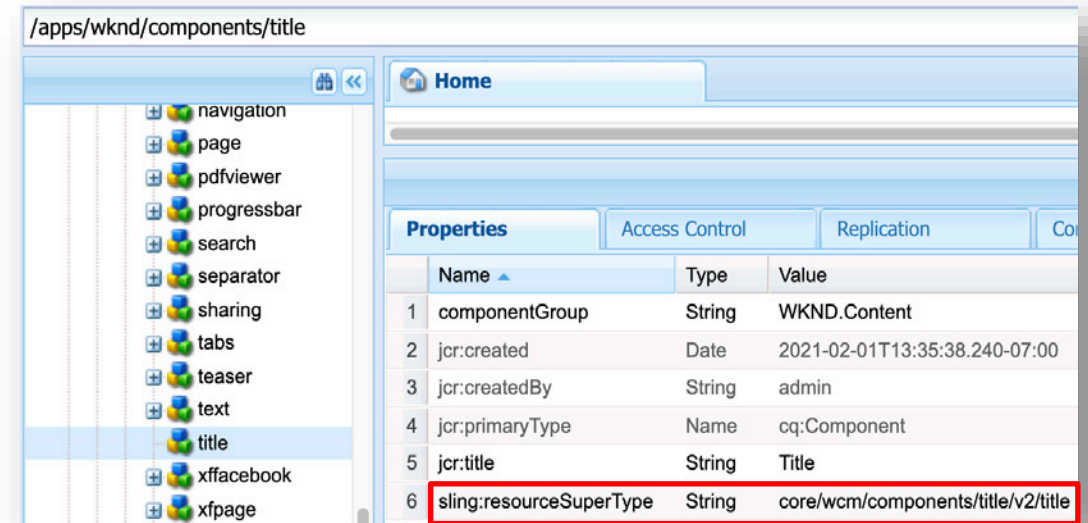 /apps/wknd/components/title
navigation
page
pdfviewer
progressbar
search
separator
sharing
tabs
teaser
text
title
xffacebook
xfpage
Home
Properties Access Control Replication Co
Name Type Value
1 componentGroup String WKND.Content
2 jcr:created Date 2021-02-01T13:35:38.240-07:00
3 jcr:createdBy String admin
4 jcr:primaryType Name cq:Component
5 jcr:title String Title
6 sling:resourceSuperType String core/wcm/components/title/v2/title